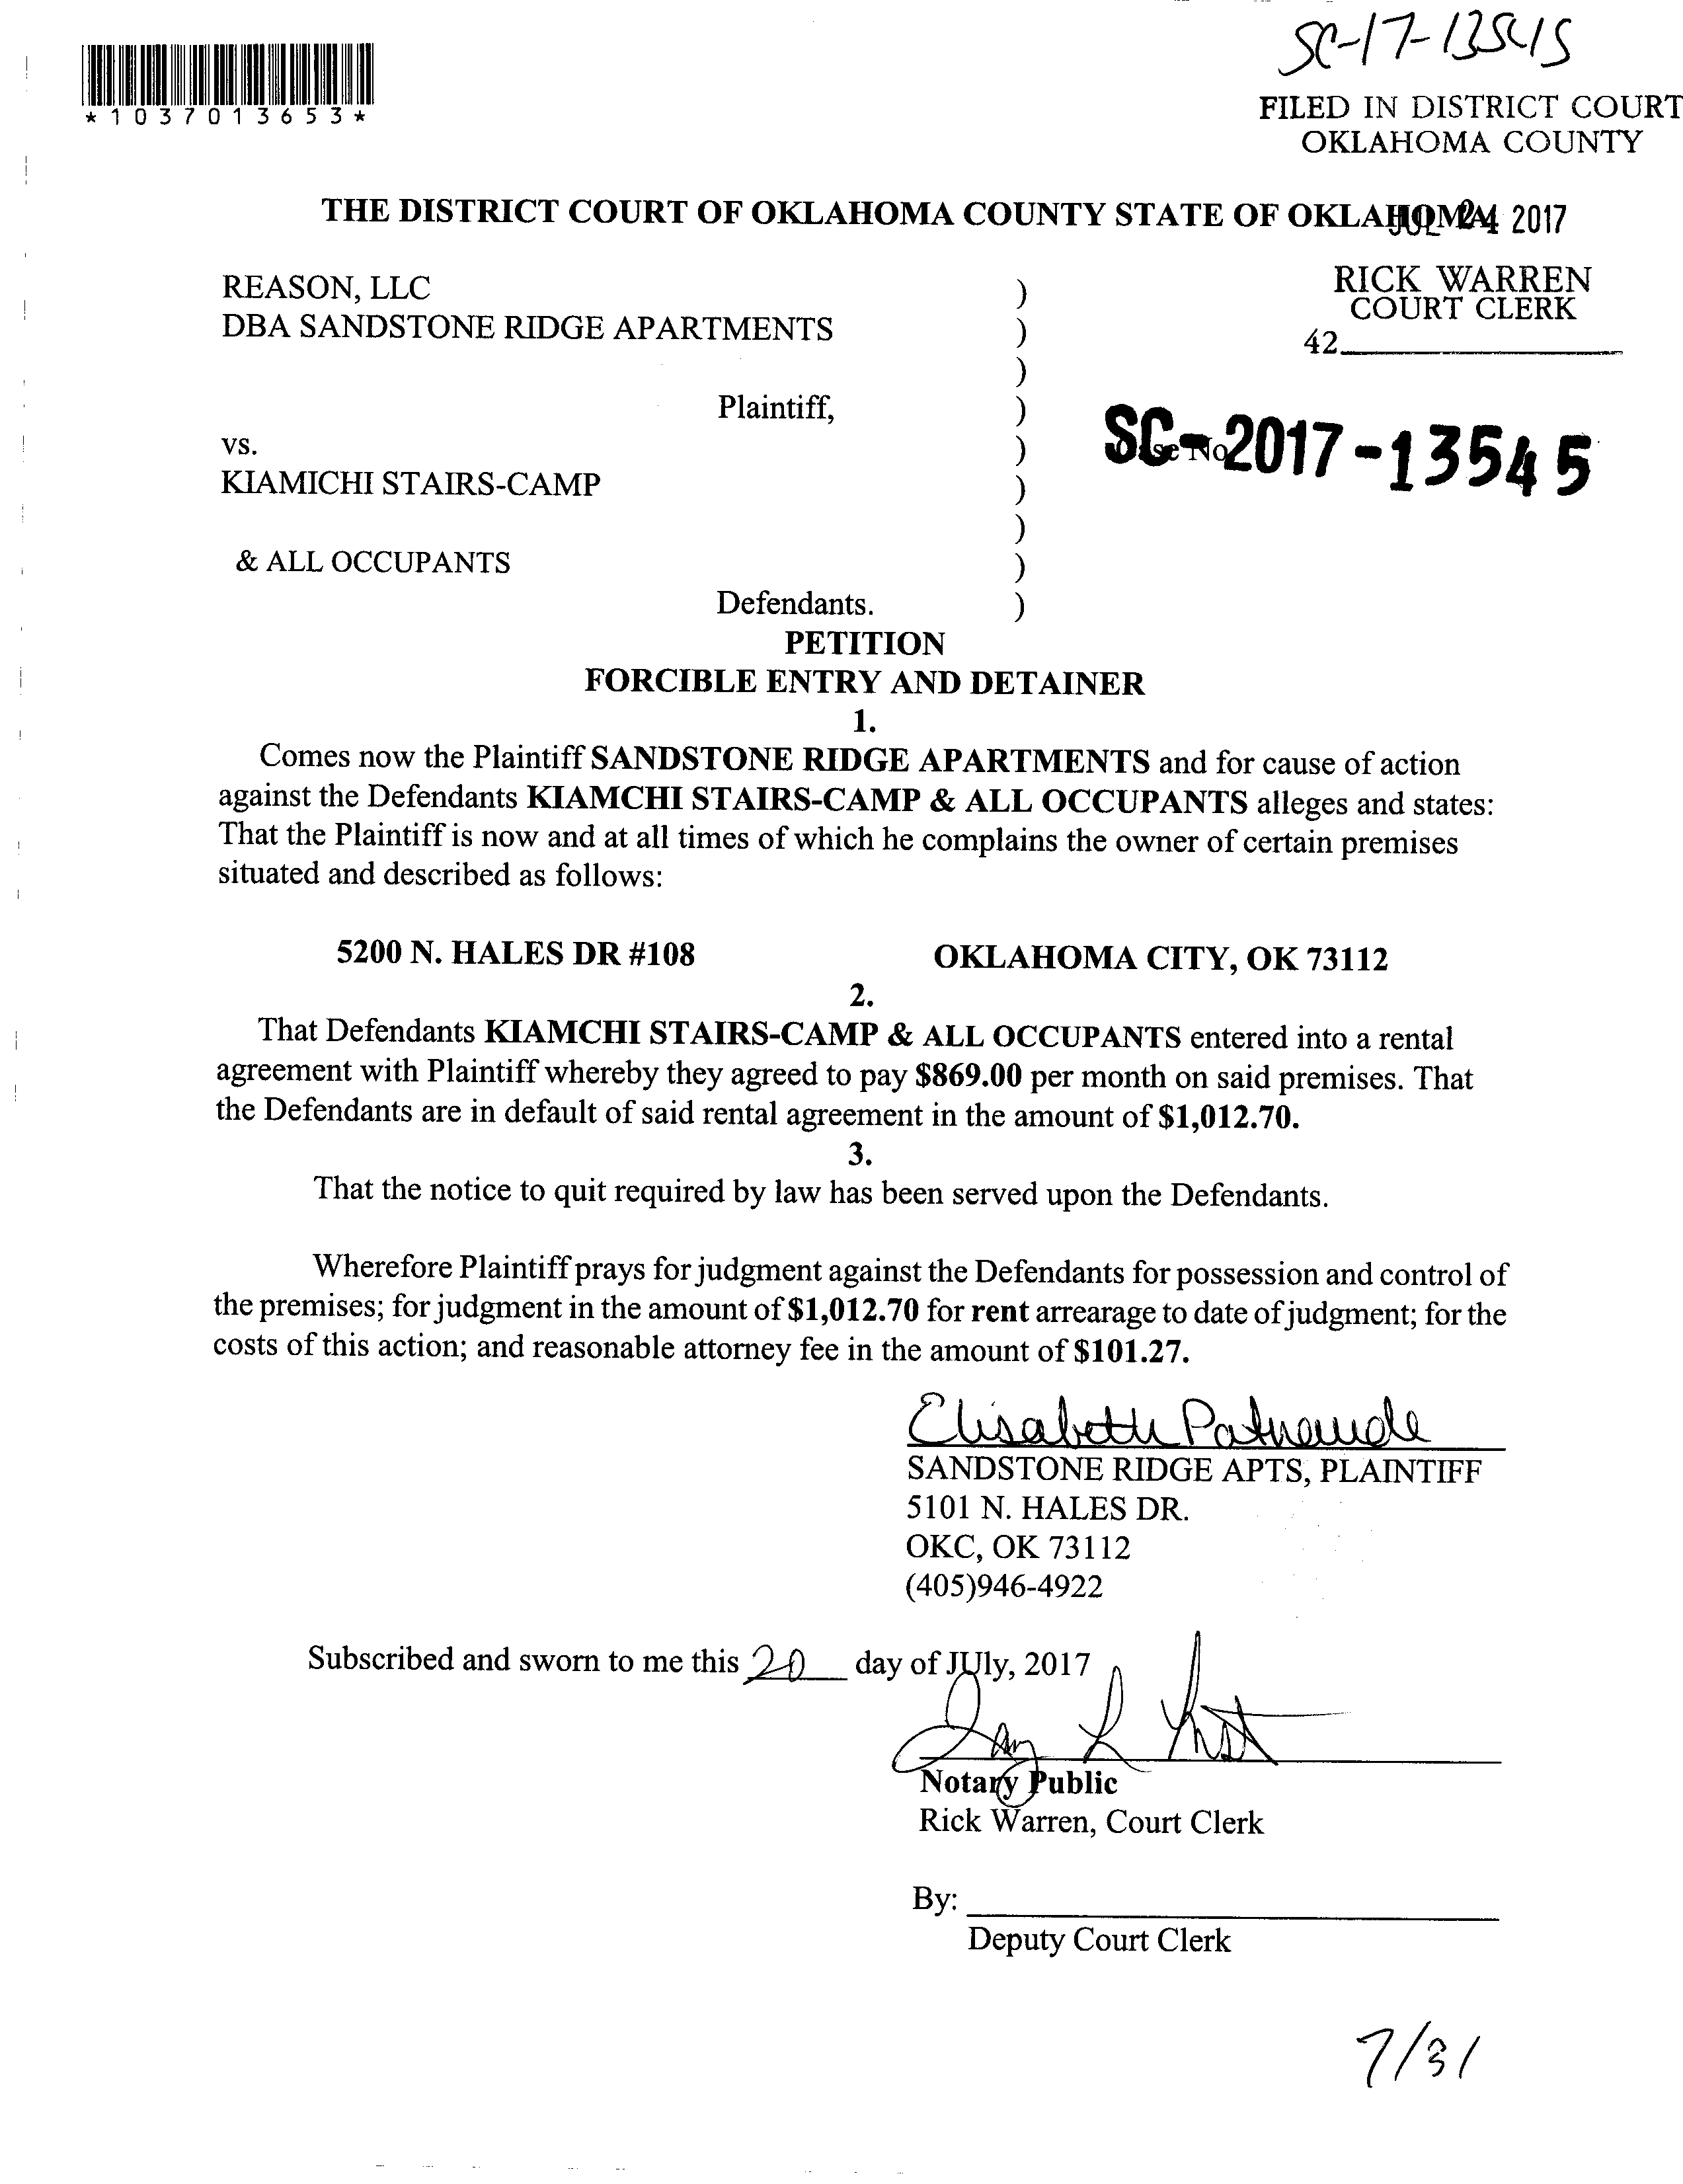 SC-17-13545
*1037013653*
FILED IN DISTRICT COURT
OKLAHOMA COUNTY
THE DISTRICT COURT OF OKLAHOMA COUNTY STATE OF OKLAHOMA
JUL 24 2017
REASON, LLC )
DBA SANDSTONE RIDGE APARTMENTS )
)
RICK WARREN
COURT CLERK
42
Plaintiff, )
vs. )
SC-2017-13545
KIAMICHI STAIRS-CAMP )
)
& ALL OCCUPANTS )
Defendants. )
PETITION
FORCIBLE ENTRY AND DETAINER
1.
Comes now the Plaintiff SANDSTONE RIDGE APARTMENTS and for cause of action
against the Defendants KIAMCHI STAIRS-CAMP & ALL OCCUPANTS alleges and states:
That the Plaintiff is now and at all times of which he complains the owner of certain premises
situated and described as follows:
5200 N. HALES DR #108 OKLAHOMA CITY, OK 73112
2.
That Defendants KIAMCHI STAIRS-CAMP & ALL OCCUPANTS entered into a rental
agreement with Plaintiff whereby they agreed to pay $869.00 per month on said premises. That
the Defendants are in default of said rental agreement in the amount of $1,012.70.
3.
That the notice to quit required by law has been served upon the Defendants.
Wherefore Plaintiff prays for judgment against the Defendants for possession and control of
the premises; for judgment in the amount of $1,012.70 for rent arrearage to date of judgment; for the
costs of this action; and reasonable attorney fee in the amount of $101.27.
Elisabeth Patnaude
SANDSTONE RIDGE APTS, PLAINTIFF
5101 N. HALES DR.
OKC, OK 73112
(405)946-4922
Subscribed and sworn to me this 20 day of JUly, 2017
Notary Public
Rick Warren, Court Clerk
By:
Deputy Court Clerk
7/31